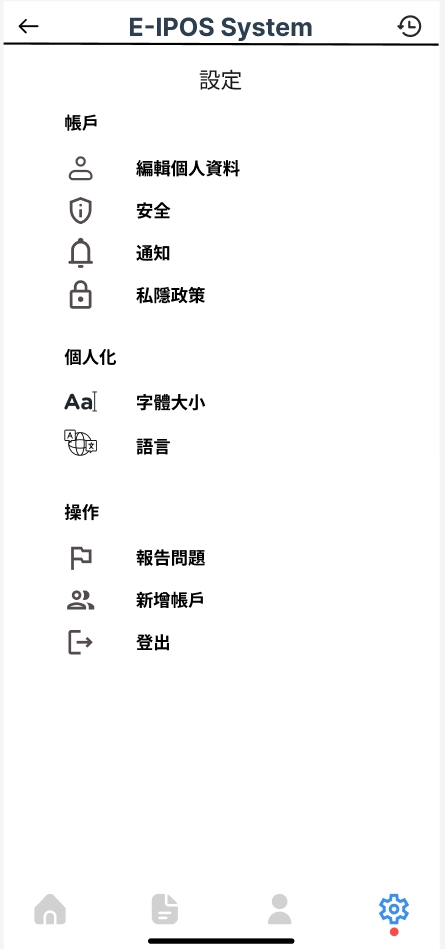 E-IPOS System
設定
帳戶
編輯個人資料
安全
通知
私隱政策
個人化
Aa 字體大小
語言
操作
報告問題
新增帳戶
登出